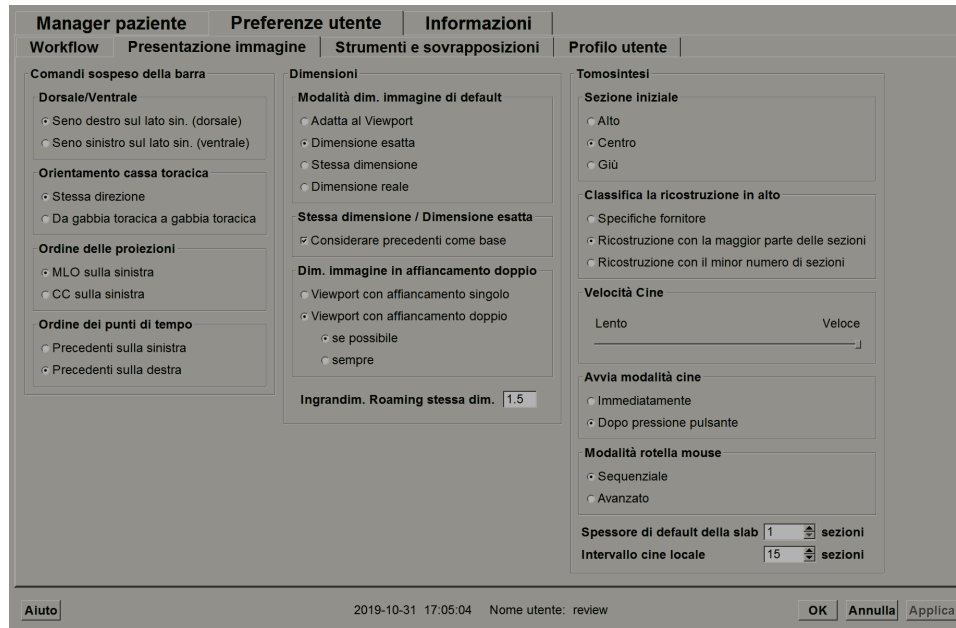 Manager paziente Preferenze utente Informazioni
Workflow Presentazione immagine Strumenti e sovrapposizioni Profilo utente
Comandi sospeso della barra
Dorsale/Ventrale
Seno destro sul lato sin. (dorsale)
Seno sinistro sul lato sin. (ventrale)
Orientamento cassa toracica
Stessa direzione
Da gabbia toracica a gabbia toracica
Ordine delle proiezioni
MLO sulla sinistra
CC sulla sinistra
Ordine dei punti di tempo
Precedenti sulla sinistra
Precedenti sulla destra
Dimensioni
Modalità dim. immagine di default
Adatta al Viewport
Dimensione esatta
Stessa dimensione
Dimensione reale
Stessa dimensione / Dimensione esatta
Considerare precedenti come base
Dim. immagine in affiancamento doppio
Viewport con affiancamento singolo
Viewport con affiancamento doppio
se possibile
sempre
Ingrandim. Roaming stessa dim. 1.5
Tomosintesi
Sezione iniziale
Alto
Centro
Giù
Classifica la ricostruzione in alto
Specifiche fornitore
Ricostruzione con la maggior parte delle sezioni
Ricostruzione con il minor numero di sezioni
Velocità Cine
Lento Veloce
Avvia modalità cine
Immediatamente
Dopo pressione pulsante
Modalità rotella mouse
Sequenziale
Avanzato
Spessore di default della slab 1 sezioni
Intervallo cine locale 15 sezioni
Aiuto 2019-10-31 17:05:04 Nome utente: review OK Annulla Applica